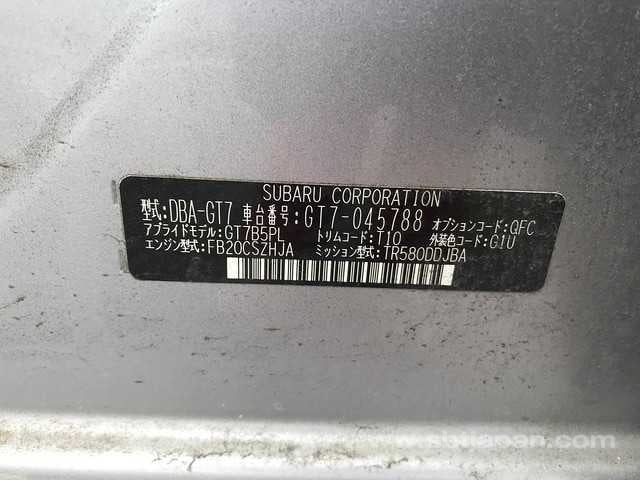 SUBARU CORPORATION
型式:DBA-GT7 車台番号:GT7-045788 オプションコード:QFC
アプライドモデル:GT7B5PL トリムコード:T10 外装色コード:G1U
エンジン型式:FB20CSZHJA ミッション型式:TR580DDJBA
www.sbtjapan.com